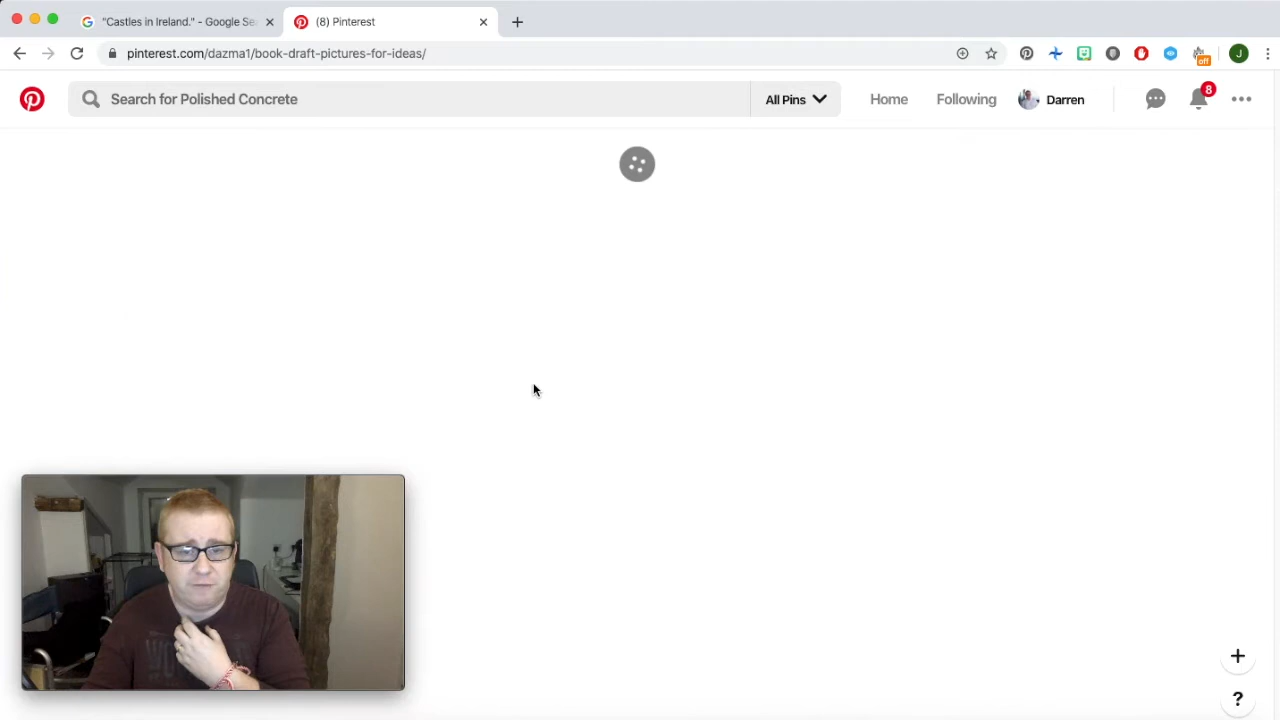 "Castles in Ireland." - Google Se
(8) Pinterest
pinterest.com/dazma1/book-draft-pictures-for-ideas/
off
J
Search for Polished Concrete
All Pins
Home
Following
Darren
8
?